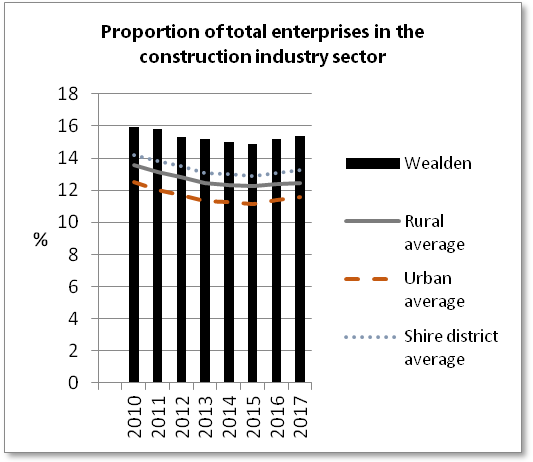 Proportion of total enterprises in the
construction industry sector
18
16
14
12
10
8
6
4
2
0
%
2010
2011
2012
2013
2014
2015
2016
2017
Wealden
Rural
average
Urban
average
Shire district
average